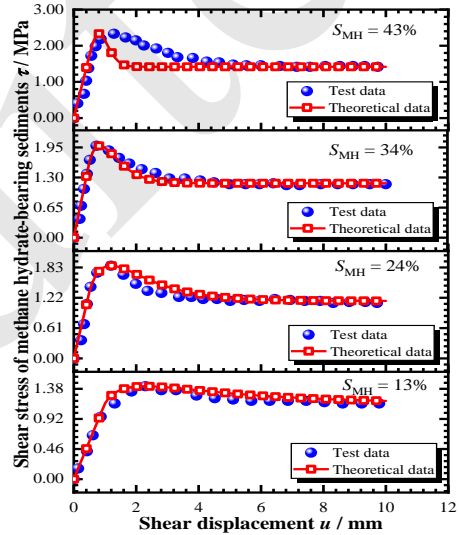 Shear stress of methane hydrate-bearing sediments τ / MPa
3.00
2.00
1.00
0.00
S_MH = 43%
Test data
Theoretical data
1.95
1.30
0.65
0.00
S_MH = 34%
Test data
Theoretical data
1.83
1.22
0.61
0.00
S_MH = 24%
Test data
Theoretical data
1.38
0.92
0.46
0.00
S_MH = 13%
Test data
Theoretical data
0 2 4 6 8 10 12
Shear displacement u / mm